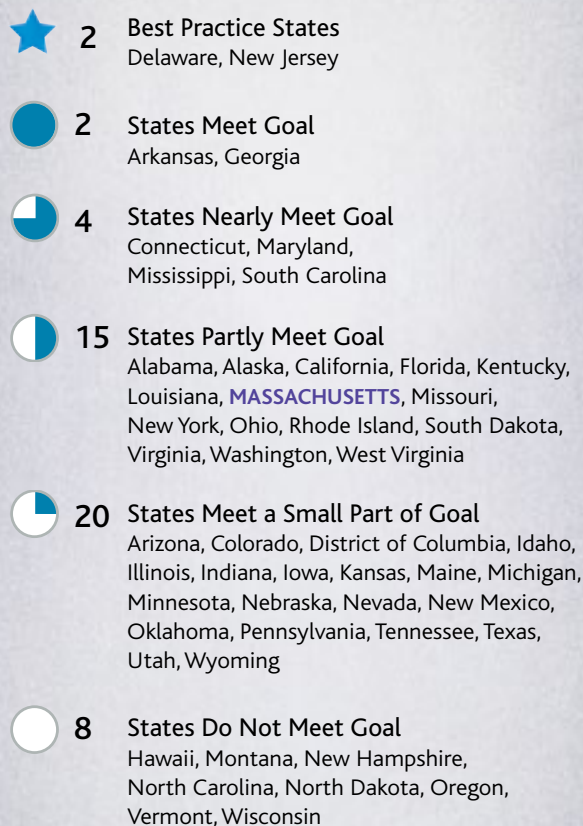 2 Best Practice States
Delaware, New Jersey
2 States Meet Goal
Arkansas, Georgia
4 States Nearly Meet Goal
Connecticut, Maryland,
Mississippi, South Carolina
15 States Partly Meet Goal
Alabama, Alaska, California, Florida, Kentucky,
Louisiana, MASSACHUSETTS, Missouri,
New York, Ohio, Rhode Island, South Dakota,
Virginia, Washington, West Virginia
20 States Meet a Small Part of Goal
Arizona, Colorado, District of Columbia, Idaho,
Illinois, Indiana, Iowa, Kansas, Maine, Michigan,
Minnesota, Nebraska, Nevada, New Mexico,
Oklahoma, Pennsylvania, Tennessee, Texas,
Utah, Wyoming
8 States Do Not Meet Goal
Hawaii, Montana, New Hampshire,
North Carolina, North Dakota, Oregon,
Vermont, Wisconsin